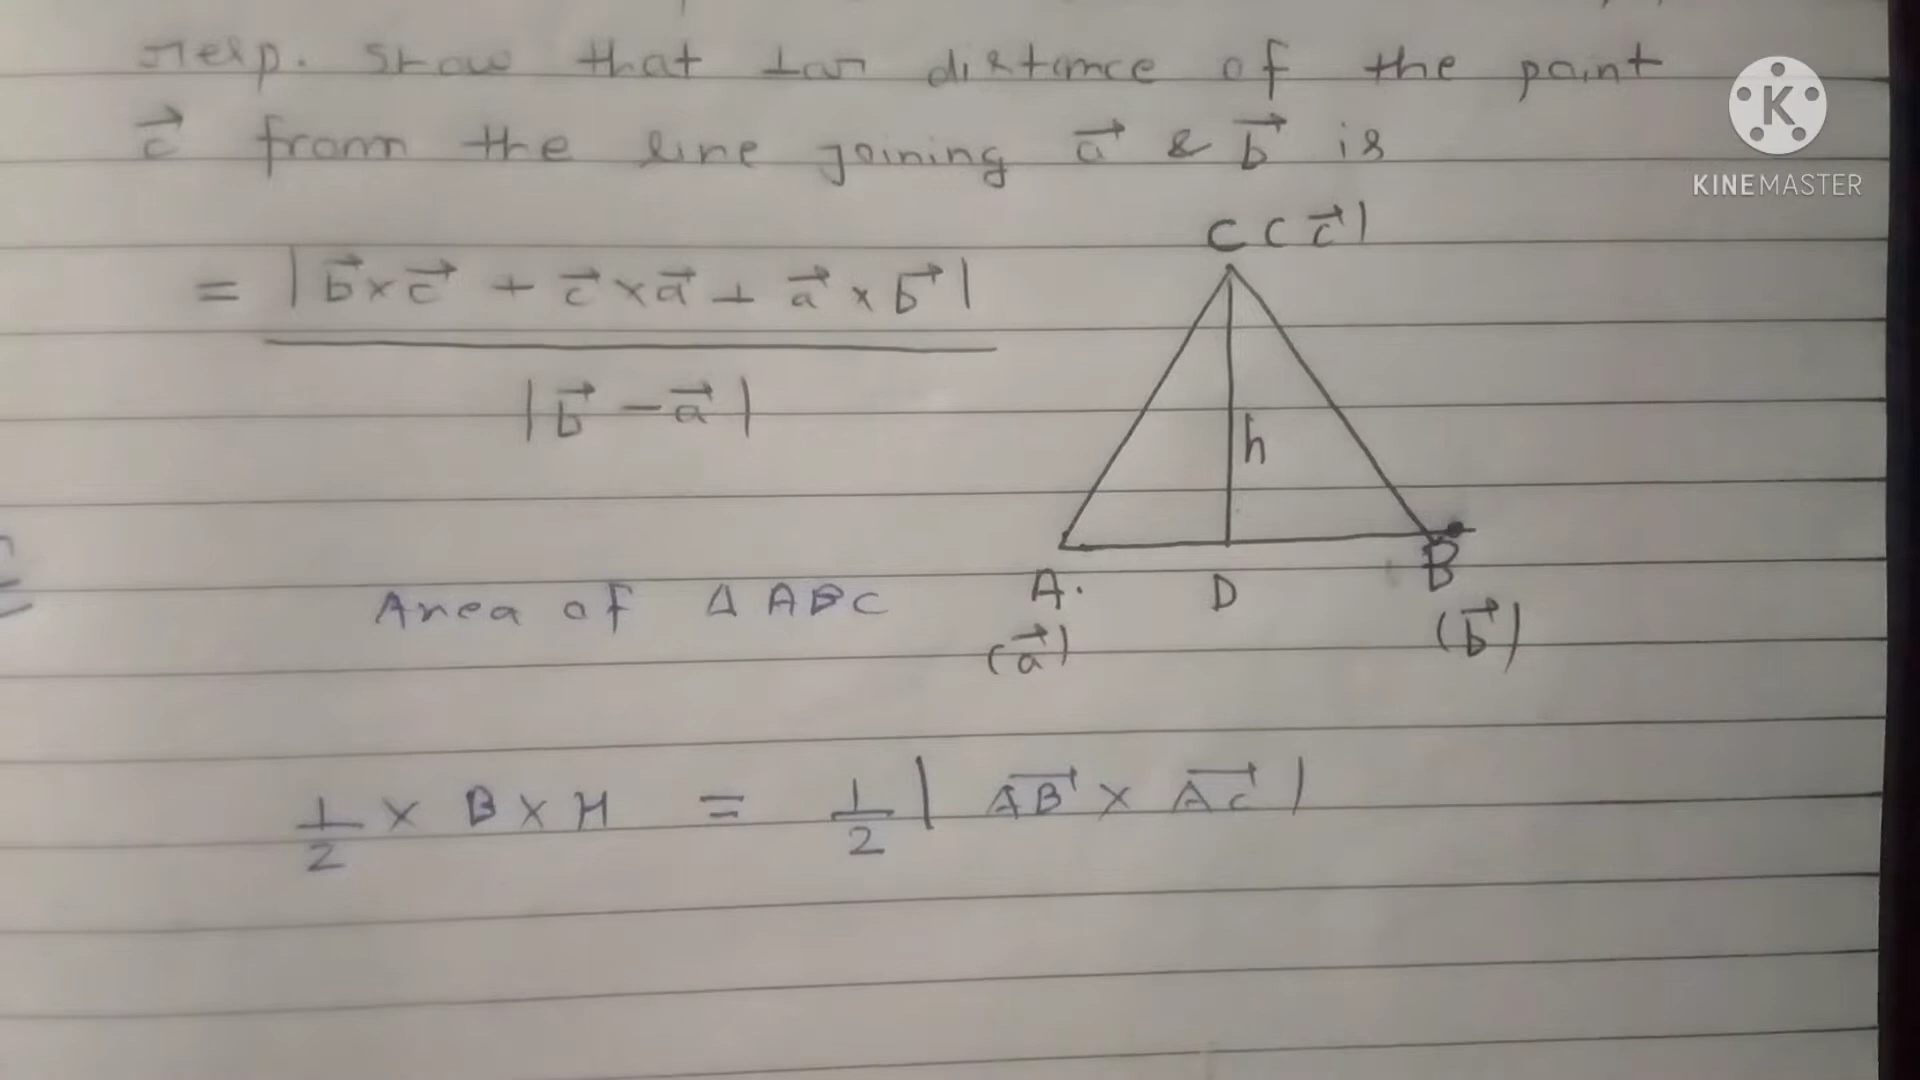 resp. Show that ⊥ar distance of the point
c⃗ from the line joining a⃗ & b⃗ is
= |b⃗ × c⃗ + c⃗ × a⃗ + a⃗ × b⃗|
|b⃗ - a⃗|
C (c⃗)
h
A. D B
(a⃗) (b⃗)
Area of Δ ABC
1/2 × B × H = 1/2 | AB⃗ × AC⃗ |
K
KINEMASTER